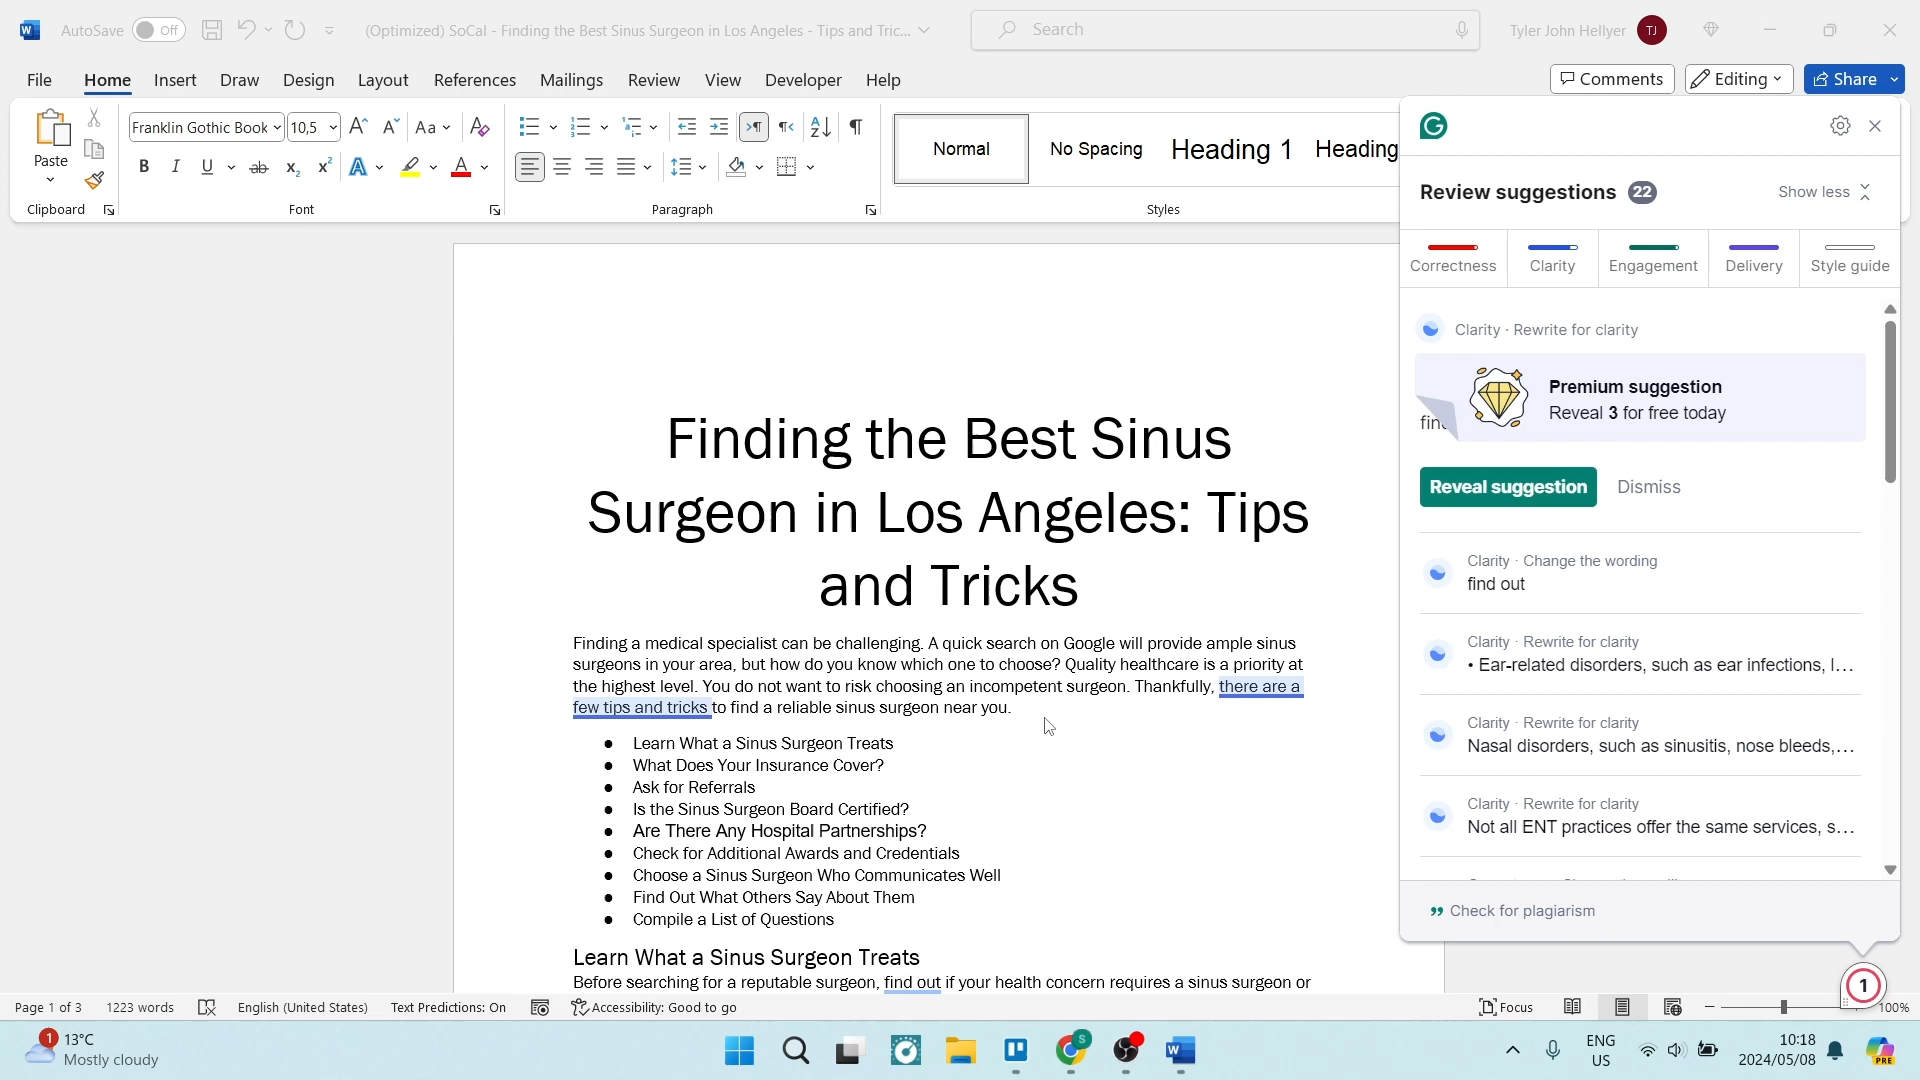 AutoSave Off
(Optimized) SoCal - Finding the Best Sinus Surgeon in Los Angeles - Tips and Tric...
Search
Tyler John Hellyer TJ
File Home Insert Draw Design Layout References Mailings Review View Developer Help
Comments Editing Share
Paste
Franklin Gothic Book 10,5
Clipboard Font Paragraph Styles
Normal No Spacing Heading 1 Heading
Review suggestions 22 Show less
Correctness Clarity Engagement Delivery Style guide
Clarity · Rewrite for clarity
Premium suggestion
Reveal 3 for free today
Reveal suggestion Dismiss
Clarity · Change the wording
find out
Clarity · Rewrite for clarity
• Ear-related disorders, such as ear infections, l...
Clarity · Rewrite for clarity
Nasal disorders, such as sinusitis, nose bleeds,...
Clarity · Rewrite for clarity
Not all ENT practices offer the same services, s...
Check for plagiarism
1
Finding the Best Sinus
Surgeon in Los Angeles: Tips
and Tricks
Finding a medical specialist can be challenging. A quick search on Google will provide ample sinus
surgeons in your area, but how do you know which one to choose? Quality healthcare is a priority at
the highest level. You do not want to risk choosing an incompetent surgeon. Thankfully, there are a
few tips and tricks to find a reliable sinus surgeon near you.
● Learn What a Sinus Surgeon Treats
● What Does Your Insurance Cover?
● Ask for Referrals
● Is the Sinus Surgeon Board Certified?
● Are There Any Hospital Partnerships?
● Check for Additional Awards and Credentials
● Choose a Sinus Surgeon Who Communicates Well
● Find Out What Others Say About Them
● Compile a List of Questions
Learn What a Sinus Surgeon Treats
Before searching for a reputable surgeon, find out if your health concern requires a sinus surgeon or
Page 1 of 3 1223 words English (United States) Text Predictions: On Accessibility: Good to go
Focus 100%
1 13°C
Mostly cloudy
ENG
US
10:18
2024/05/08
PRE